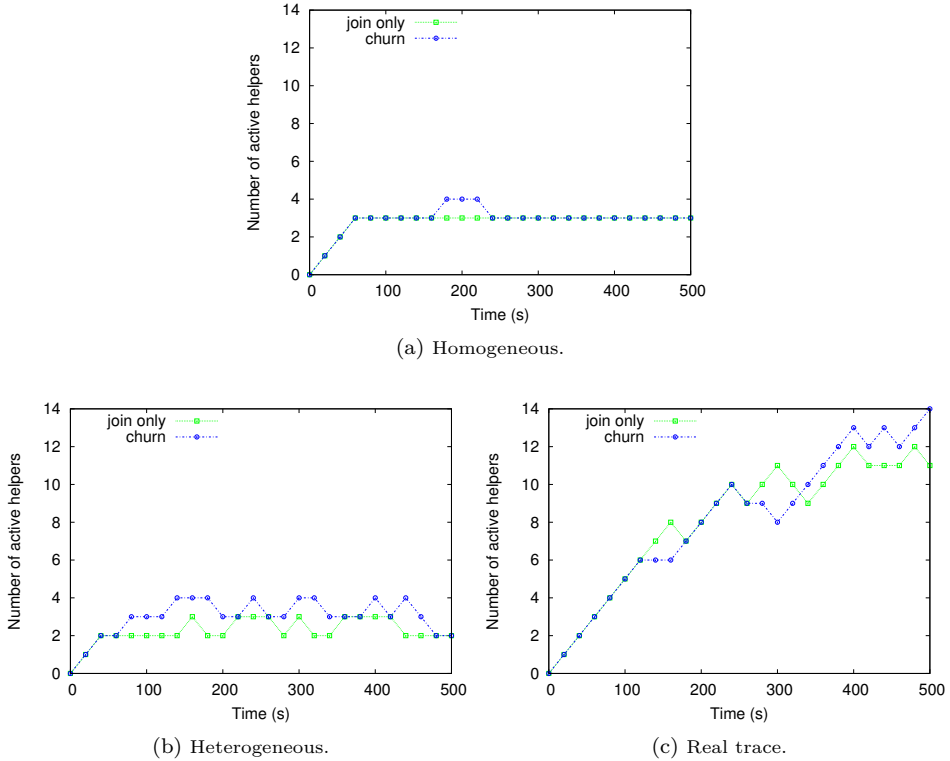 14
12
10
8
6
4
2
0
Number of active helpers
join only
churn
0 100 200 300 400 500
Time (s)
(a) Homogeneous.
14
12
10
8
6
4
2
0
Number of active helpers
join only
churn
0 100 200 300 400 500
Time (s)
(b) Heterogeneous.
14
12
10
8
6
4
2
0
Number of active helpers
join only
churn
0 100 200 300 400 500
Time (s)
(c) Real trace.